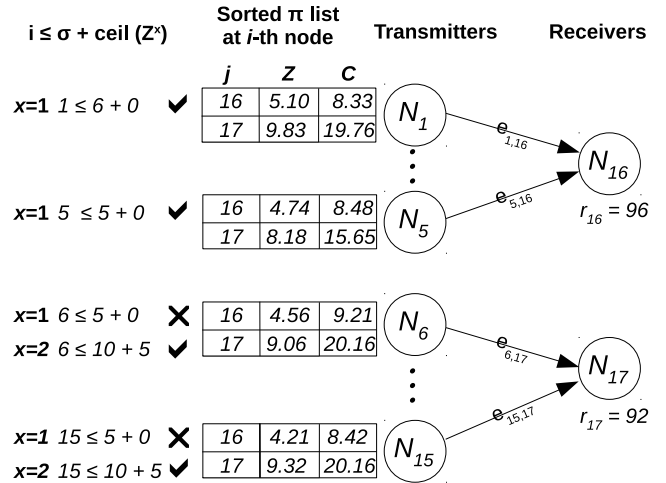 i ≤ σ + ceil (Zˣ)
Sorted π list
at i-th node
Transmitters
Receivers
j Z C
x=1 1 ≤ 6 + 0 ✔
16 5.10 8.33
17 9.83 19.76
N₁
e₁,₁₆
N₁₆
r₁₆ = 96
x=1 5 ≤ 5 + 0 ✔
16 4.74 8.48
17 8.18 15.65
N₅
e₅,₁₆
x=1 6 ≤ 5 + 0 ✘
x=2 6 ≤ 10 + 5 ✔
16 4.56 9.21
17 9.06 20.16
N₆
e₆,₁₇
N₁₇
r₁₇ = 92
x=1 15 ≤ 5 + 0 ✘
x=2 15 ≤ 10 + 5 ✔
16 4.21 8.42
17 9.32 20.16
N₁₅
e₁₅,₁₇